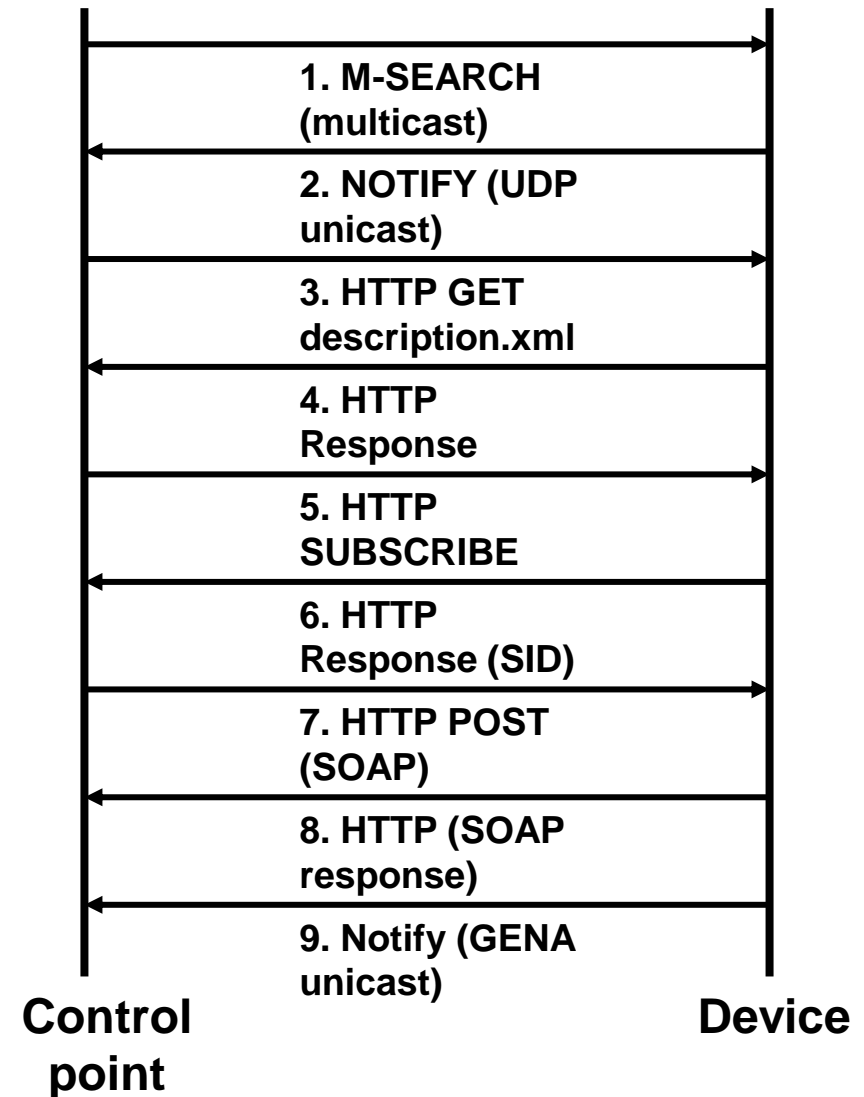 1. M-SEARCH
(multicast)
2. NOTIFY (UDP
unicast)
3. HTTP GET
description.xml
4. HTTP
Response
5. HTTP
SUBSCRIBE
6. HTTP
Response (SID)
7. HTTP POST
(SOAP)
8. HTTP (SOAP
response)
9. Notify (GENA
unicast)
Control
point
Device